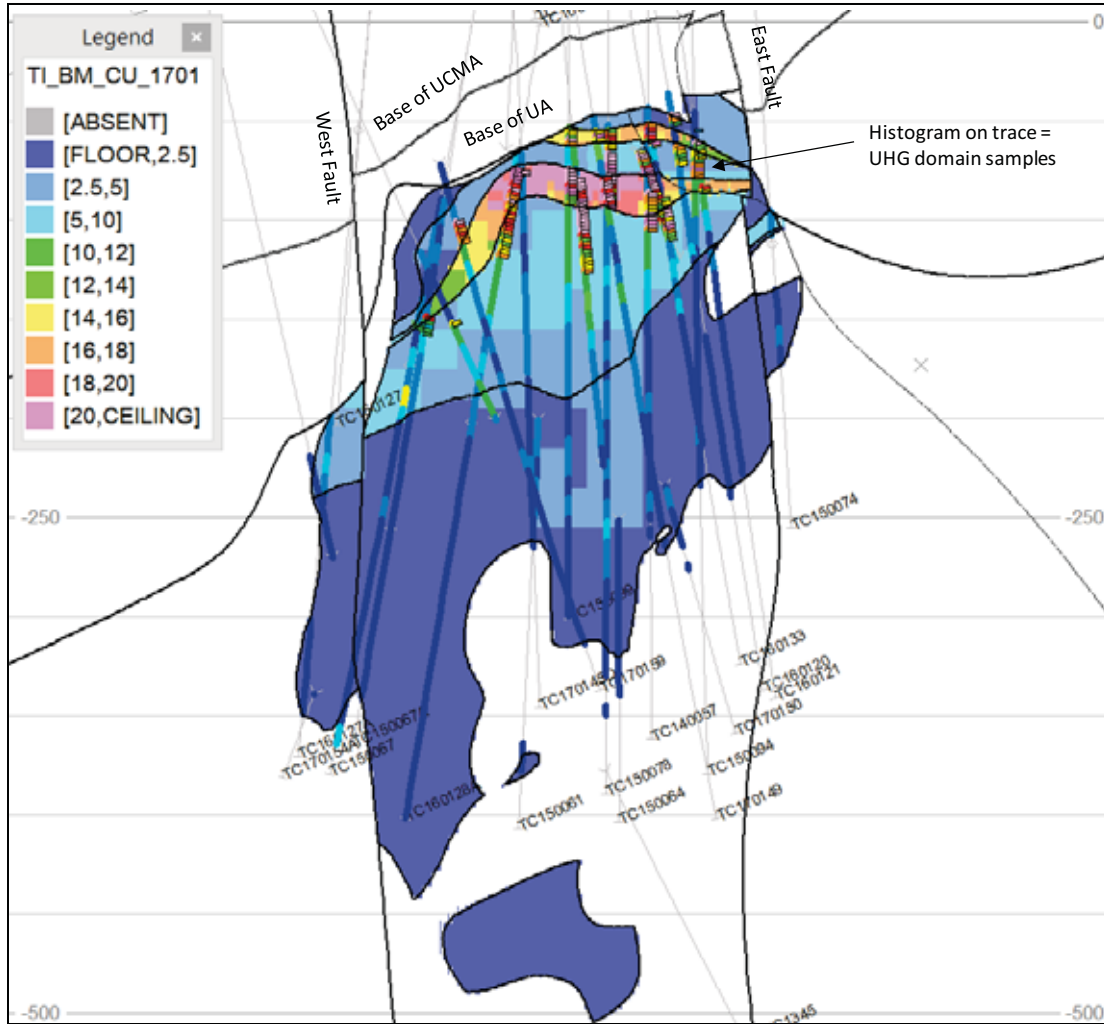 Legend
TI_BM_CU_1701
[ABSENT]
[FLOOR,2.5]
[2.5,5]
[5,10]
[10,12]
[12,14]
[14,16]
[16,18]
[18,20]
[20,CEILING]
0
West Fault
Base of UCMA
Base of UA
East Fault
Histogram on trace =
UHG domain samples
-250
-250
TC150074
TC170159
TC160133
TC160120
TC160121
TC140057
TC170150
TC150067
TC170154A
TC150094
TC150078
TC160128A
TC150061
TC150064
TC170149
-500
-500